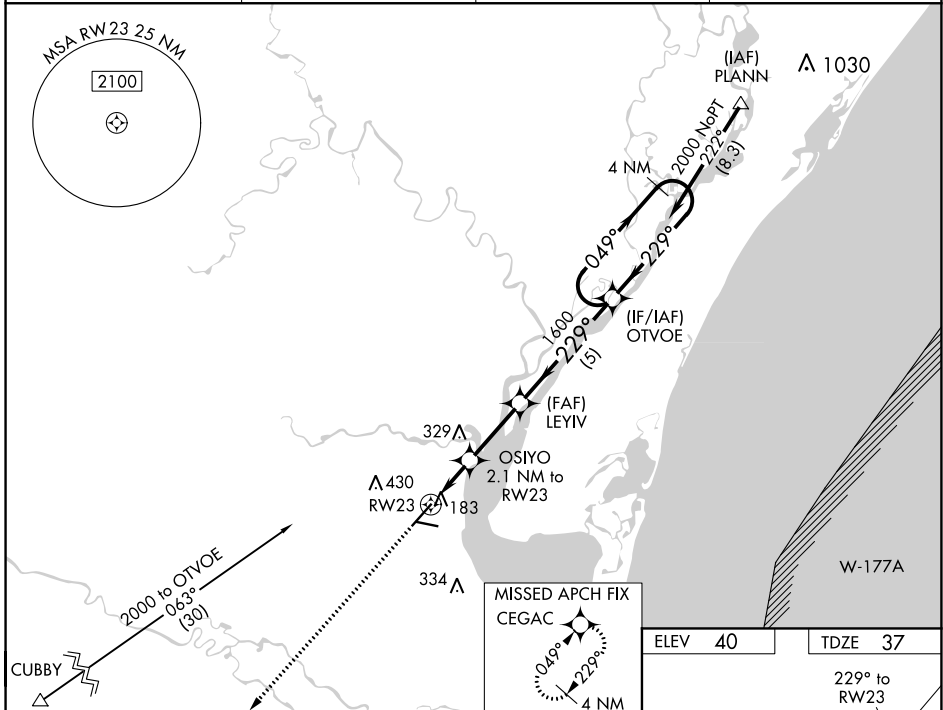 MSA RW23 25 NM
2100
(IAF)
PLANN
1030
2000 NoPT
222°
(8.3)
4 NM
049°
229°
(IF/IAF)
OTVOE
1600
229°
(5)
(FAF)
LEYIV
329
OSIYO
2.1 NM to
RW23
430
RW23
183
334
2000 to OTVOE
063°
(30)
CUBBY
W-177A
MISSED APCH FIX
CEGAC
049°
229°
4 NM
ELEV 40
TDZE 37
229° to
RW23